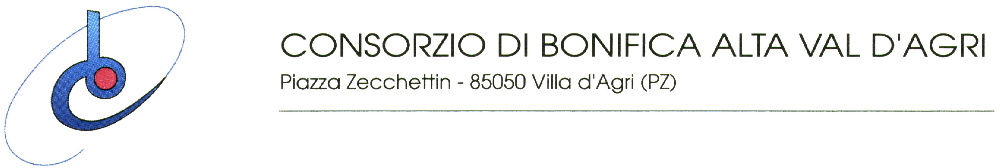 CONSORZIO DI BONIFICA ALTA VAL D'AGRI
Piazza Zecchettin - 85050 Villa d'Agri (PZ)